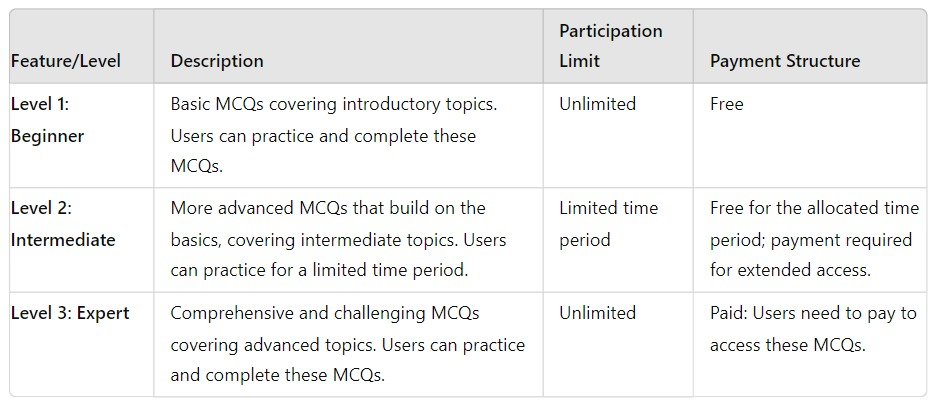 Feature/Level Description Participation Limit Payment Structure
Level 1: Beginner
Basic MCQs covering introductory topics.
Users can practice and complete these
MCQs.
Unlimited
Free
Level 2:
Intermediate
More advanced MCQs that build on the
basics, covering intermediate topics. Users
can practice for a limited time period.
Limited time
period
Free for the allocated time
period; payment required
for extended access.
Level 3: Expert
Comprehensive and challenging MCQs
covering advanced topics. Users can practice
and complete these MCQs.
Unlimited
Paid: Users need to pay to
access these MCQs.